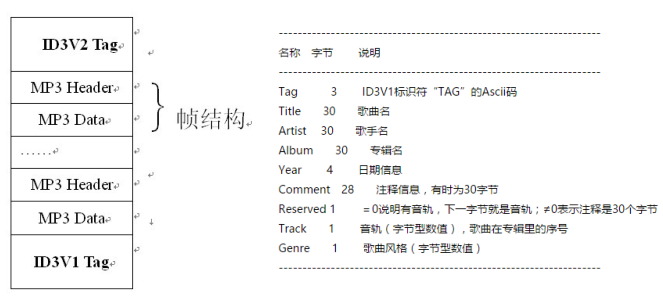 ID3V2 Tag
MP3 Header
MP3 Data
帧结构
......
MP3 Header
MP3 Data
ID3V1 Tag
--------------------------------------------------------------------------------
名称 字节 说明
--------------------------------------------------------------------------------
Tag 3 ID3V1标识符“TAG”的Ascii码
Title 30 歌曲名
Artist 30 歌手名
Album 30 专辑名
Year 4 日期信息
Comment 28 注释信息，有时为30字节
Reserved 1 ＝0说明有音轨，下一字节就是音轨；≠0表示注释是30个字节
Track 1 音轨（字节型数值），歌曲在专辑里的序号
Genre 1 歌曲风格（字节型数值）
--------------------------------------------------------------------------------